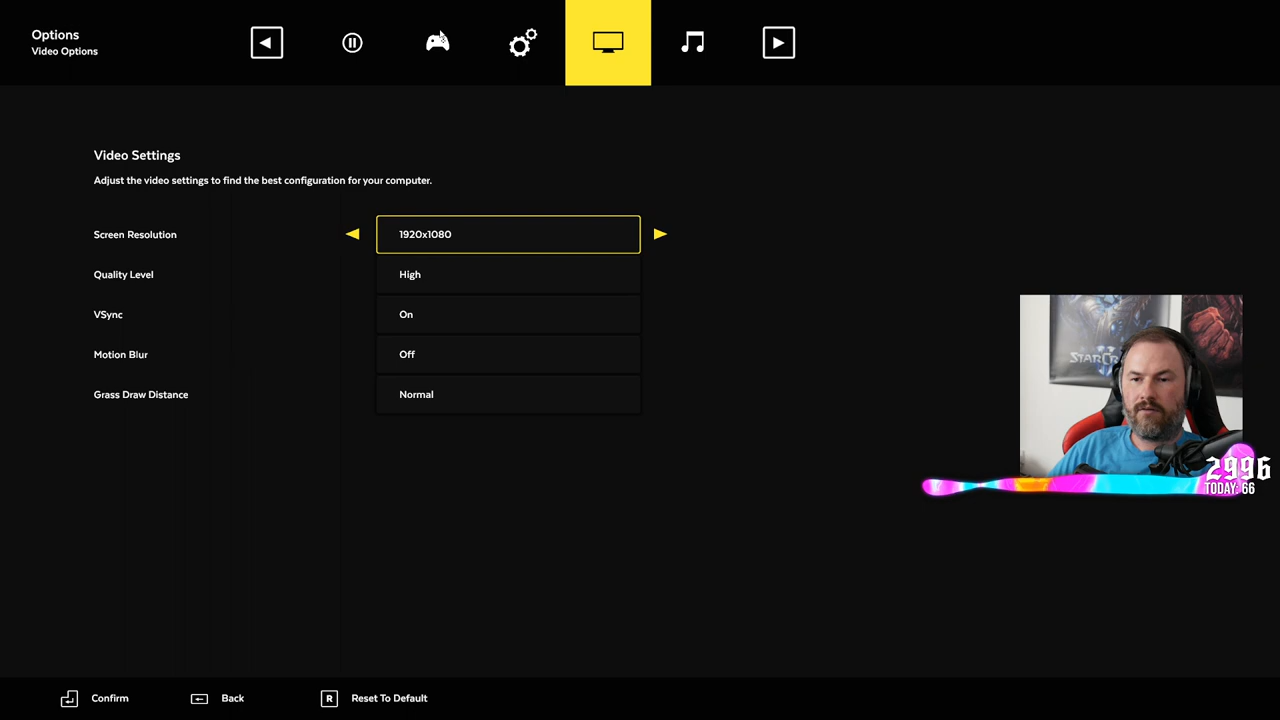 Options
Video Options
Video Settings
Adjust the video settings to find the best configuration for your computer.
Screen Resolution 1920x1080
Quality Level High
VSync On
Motion Blur Off
Grass Draw Distance Normal
STARCR
2996
TODAY: 66
Confirm Back R Reset To Default